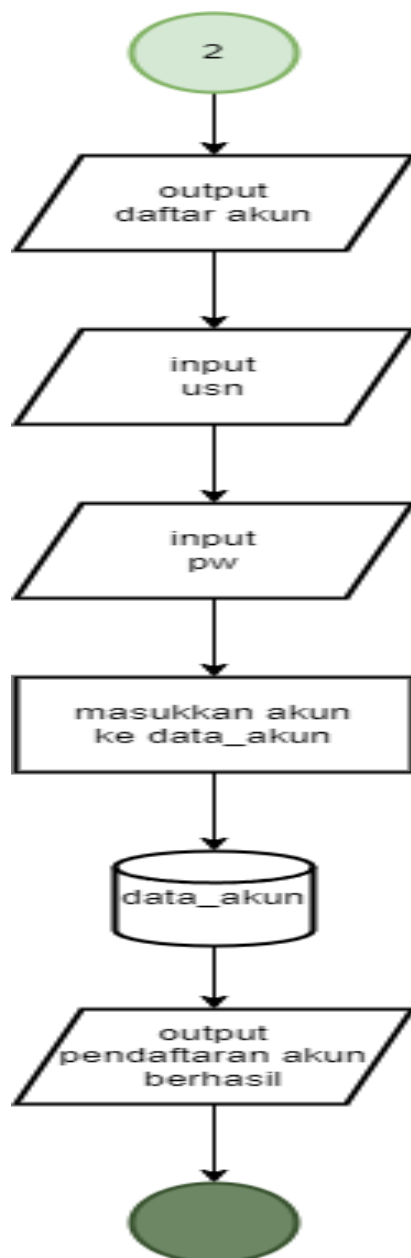 2
output
daftar akun
input
usn
input
pw
masukkan akun
ke data_akun
data_akun
output
pendaftaran akun
berhasil